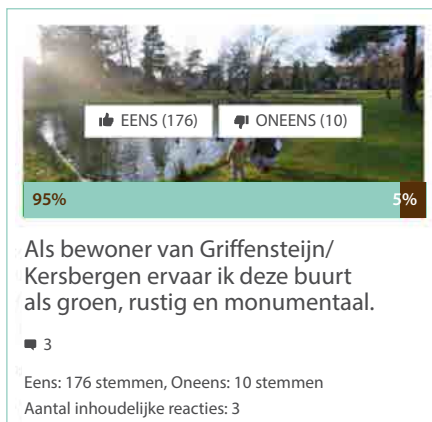 EENS (176) ONEENS (10)
95% 5%
Als bewoner van Griffensteijn/
Kersbergen ervaar ik deze buurt
als groen, rustig en monumentaal.
3
Eens: 176 stemmen, Oneens: 10 stemmen
Aantal inhoudelijke reacties: 3